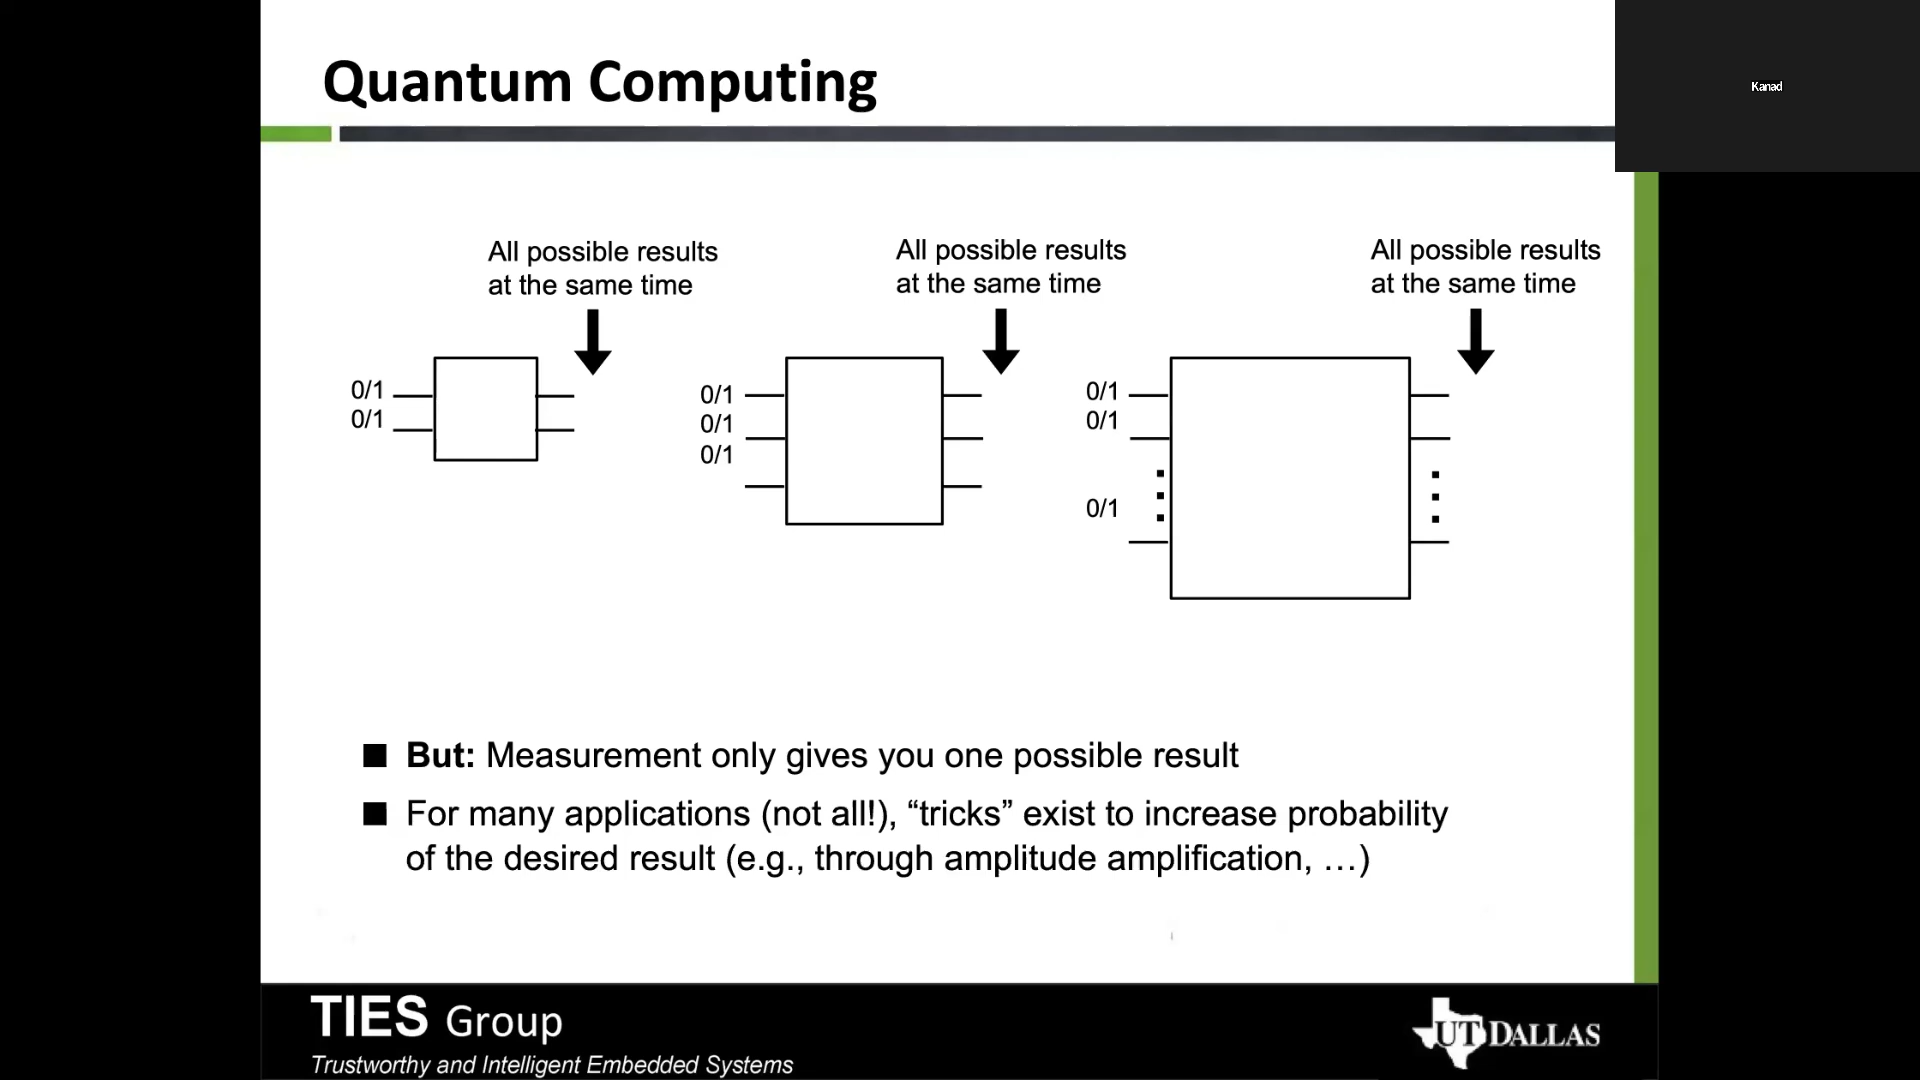 Quantum Computing
Kanad
All possible results
at the same time
All possible results
at the same time
All possible results
at the same time
0/1
0/1
0/1
0/1
0/1
0/1
0/1
0/1
■ But: Measurement only gives you one possible result
■ For many applications (not all!), “tricks” exist to increase probability
of the desired result (e.g., through amplitude amplification, …)
TIES Group
Trustworthy and Intelligent Embedded Systems
UT DALLAS